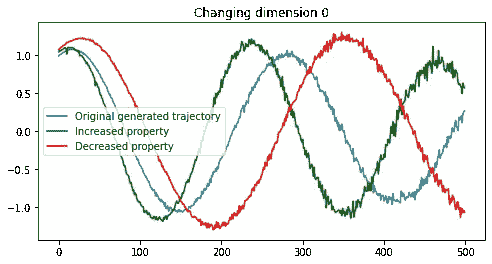 Changing dimension 0
1.0
0.5
0.0
−0.5
−1.0
Original generated trajectory
Increased property
Decreased property
0 100 200 300 400 500